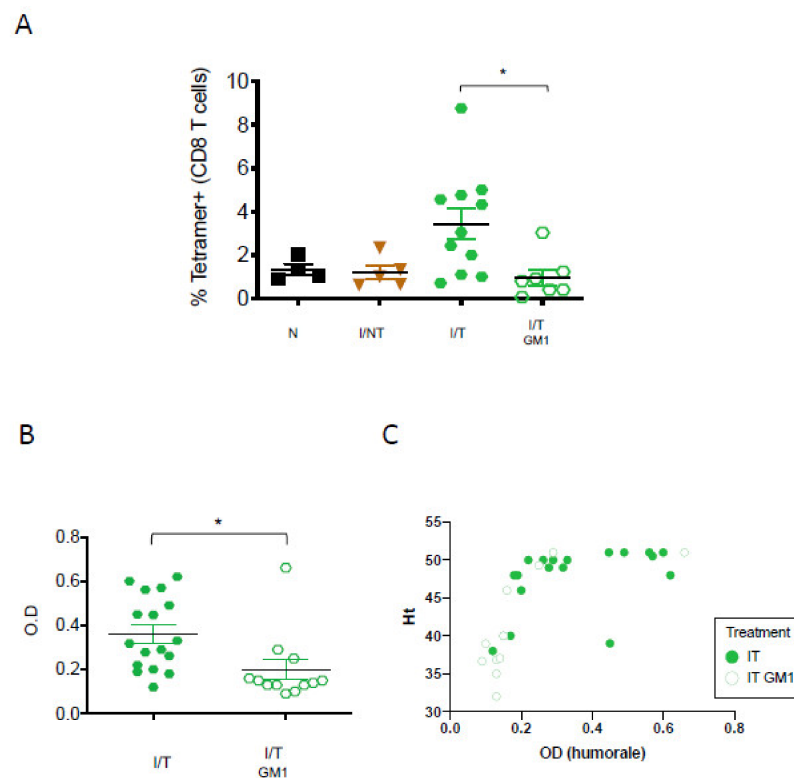 A
% Tetramer+ (CD8 T cells)
10
8
6
4
2
0
*
N
I/NT
I/T
I/T
GM1
B
O.D
0.8
0.6
0.4
0.2
0.0
*
I/T
I/T
GM1
C
Ht
55
50
45
40
35
30
0.0
0.2
0.4
0.6
0.8
OD (humorale)
Treatment
IT
IT GM1